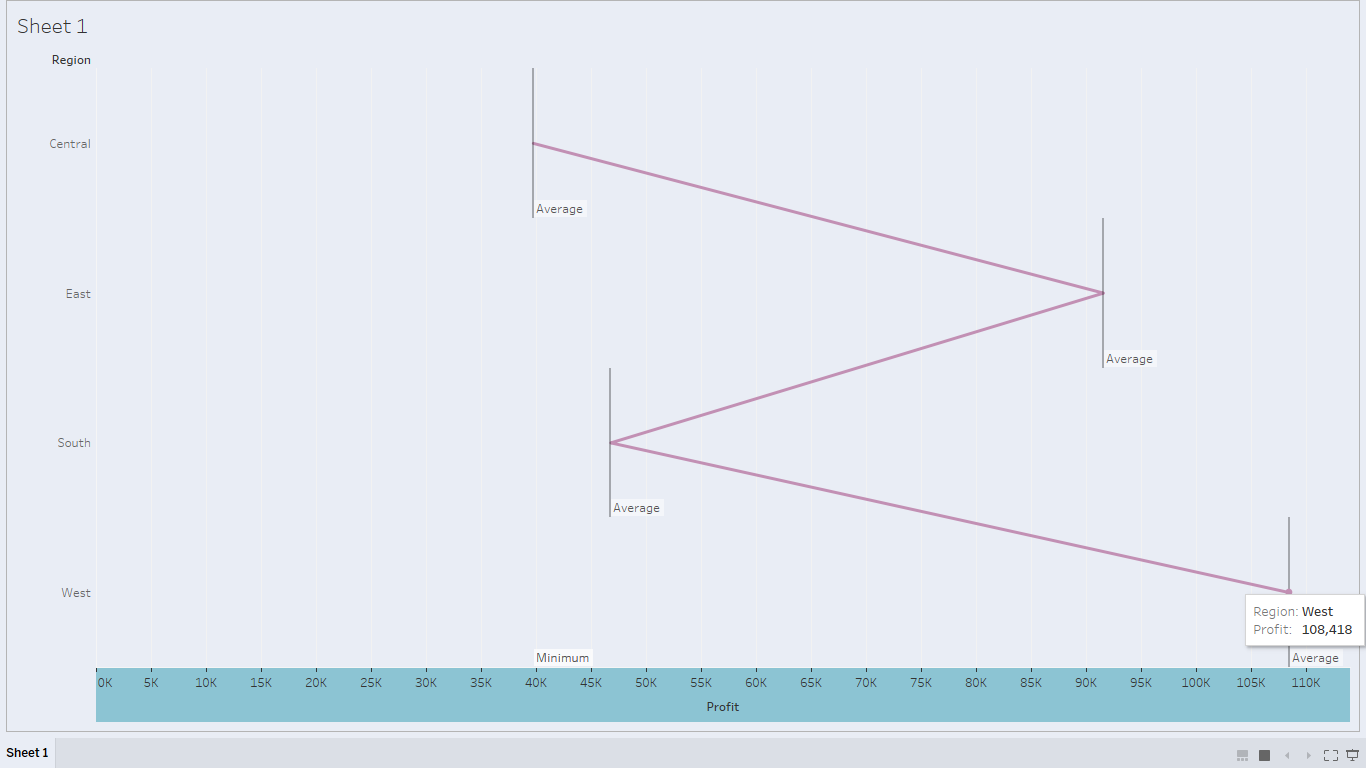 Sheet 1
Region
Central
Average
East
Average
South
Average
West
Region: West
Profit: 108,418
Minimum
Average
0K 5K 10K 15K 20K 25K 30K 35K 40K 45K 50K 55K 60K 65K 70K 75K 80K 85K 90K 95K 100K 105K 110K
Profit
Sheet 1